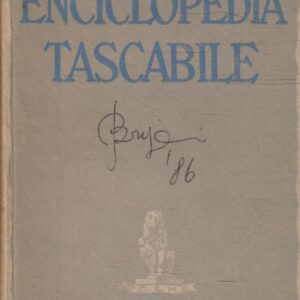 ENCICLOPEDIA
TASCABILE
'86
C.E.M.